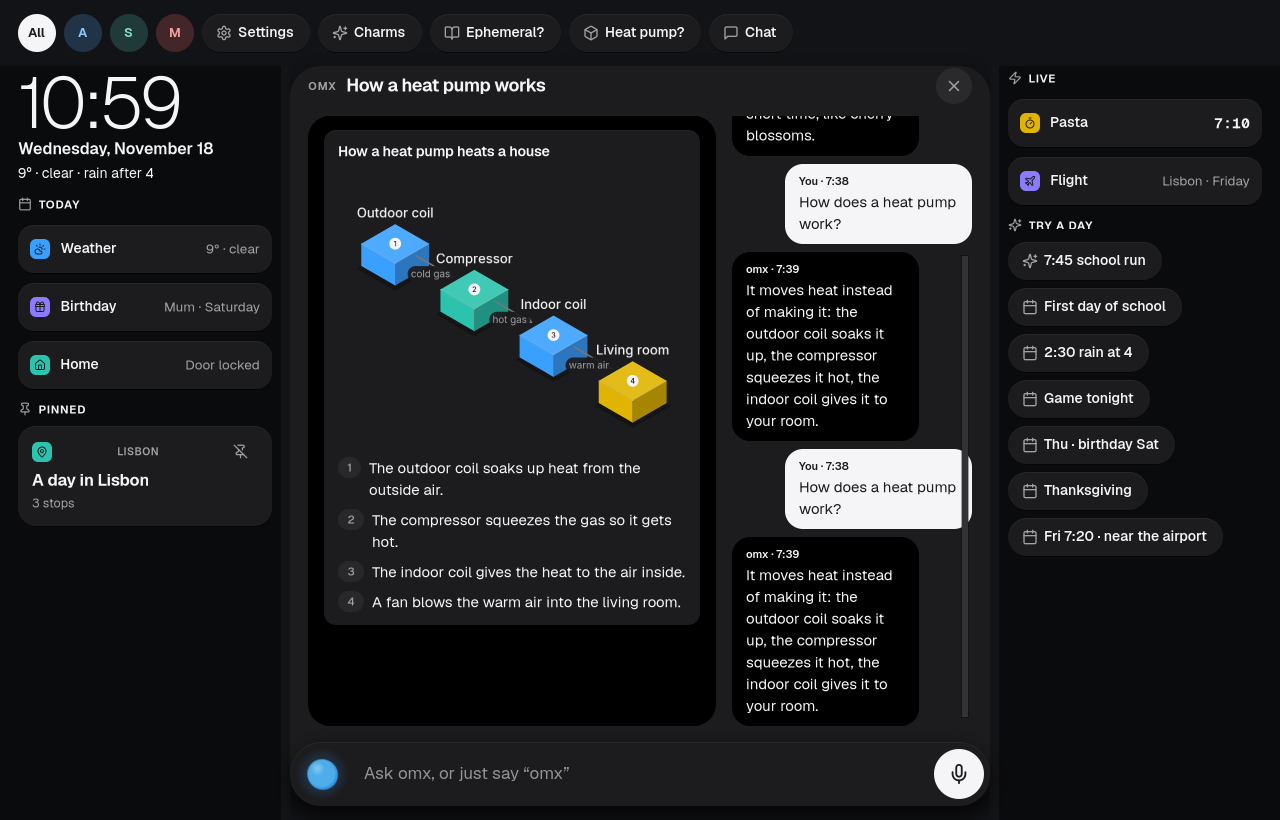 All
A
S
M
Settings
Charms
Ephemeral?
Heat pump?
Chat
10:59
Wednesday, November 18
9° · clear · rain after 4
TODAY
Weather
9° · clear
Birthday
Mum · Saturday
Home
Door locked
PINNED
LISBON
A day in Lisbon
3 stops
OMX
How a heat pump works
How a heat pump heats a house
Outdoor coil
1
cold gas
Compressor
2
hot gas
Indoor coil
3
warm air
Living room
4
1 The outdoor coil soaks up heat from the
outside air.
2 The compressor squeezes the gas so it gets
hot.
3 The indoor coil gives the heat to the air inside.
4 A fan blows the warm air into the living room.
short time, like cherry
blossoms.
You · 7:38
How does a heat pump
work?
omx · 7:39
It moves heat instead
of making it: the
outdoor coil soaks it
up, the compressor
squeezes it hot, the
indoor coil gives it to
your room.
You · 7:38
How does a heat pump
work?
omx · 7:39
It moves heat instead
of making it: the
outdoor coil soaks it
up, the compressor
squeezes it hot, the
indoor coil gives it to
your room.
Ask omx, or just say “omx”
LIVE
Pasta
7:10
Flight
Lisbon · Friday
TRY A DAY
7:45 school run
First day of school
2:30 rain at 4
Game tonight
Thu · birthday Sat
Thanksgiving
Fri 7:20 · near the airport